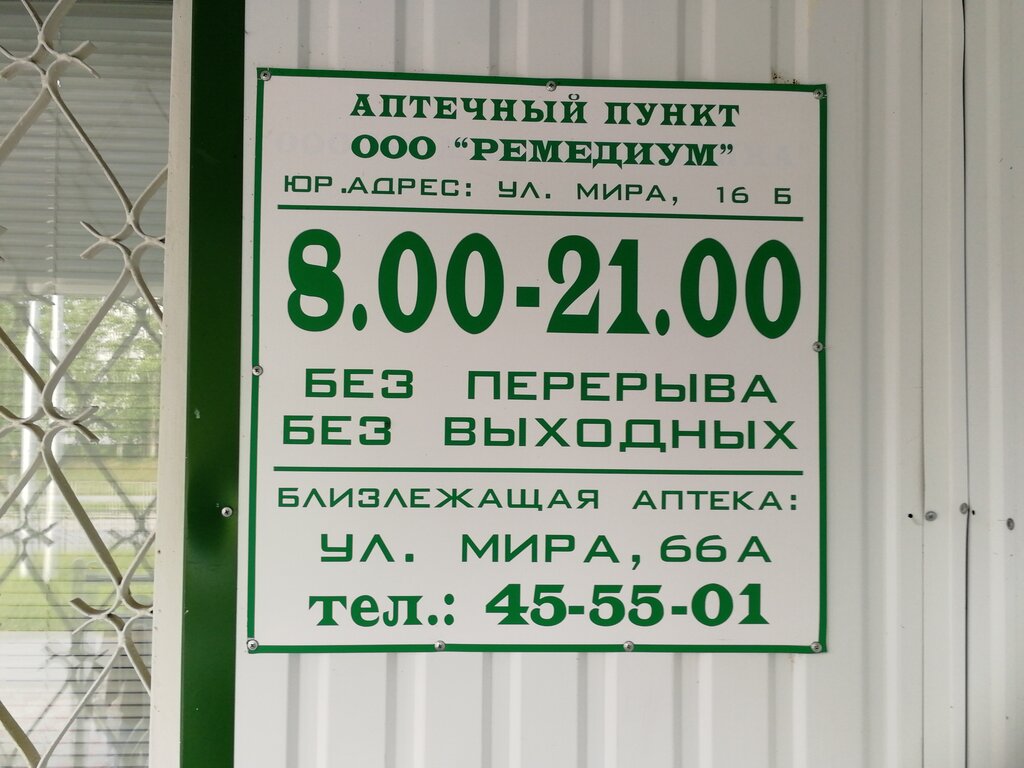 АПТЕЧНЫЙ ПУНКТ
ООО "РЕМЕДИУМ"
ЮР.АДРЕС: УЛ. МИРА, 16 Б
8.00-21.00
БЕЗ ПЕРЕРЫВА
БЕЗ ВЫХОДНЫХ
БЛИЗЛЕЖАЩАЯ АПТЕКА:
УЛ. МИРА, 66А
тел.: 45-55-01